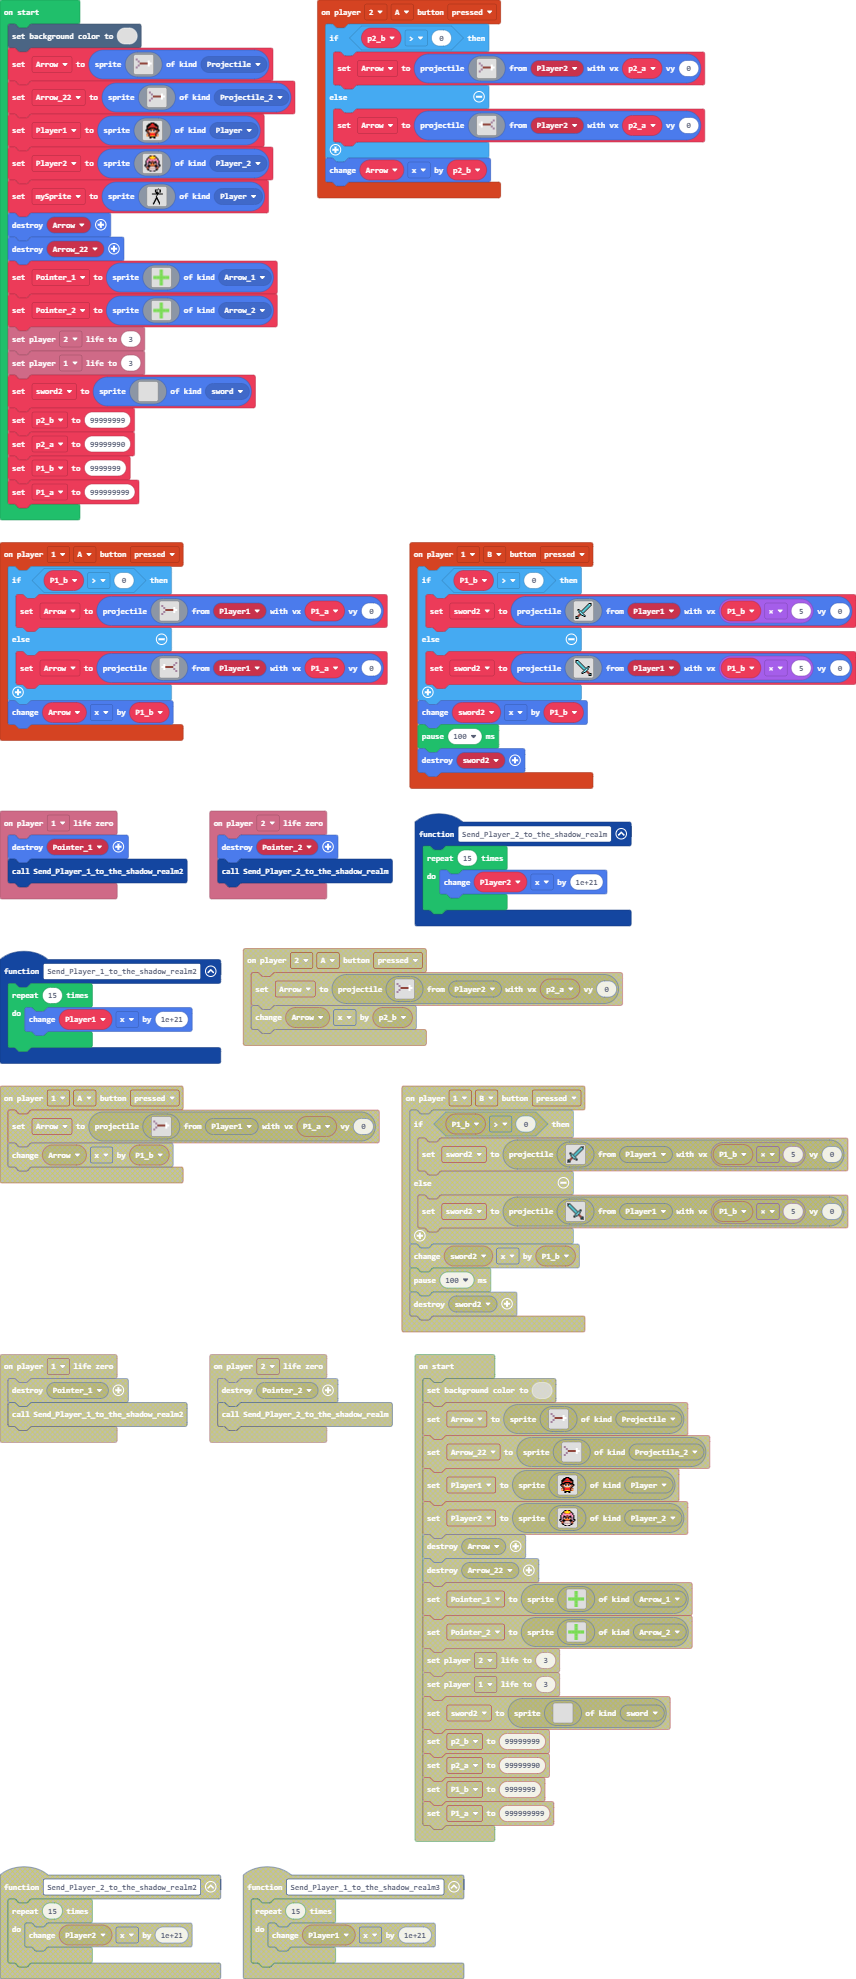 on start
set background color to
set Arrow to sprite of kind Projectile
set Arrow_22 to sprite of kind Projectile_2
set Player1 to sprite of kind Player
set Player2 to sprite of kind Player_2
set mySprite to sprite of kind Player
destroy Arrow
destroy Arrow_22
set Pointer_1 to sprite of kind Arrow_1
set Pointer_2 to sprite of kind Arrow_2
set player 2 life to 3
set player 1 life to 3
set sword2 to sprite of kind sword
set p2_b to 99999999
set p2_a to 99999990
set P1_b to 9999999
set P1_a to 999999999
on player 2 A button pressed
if p2_b > 0 then
set Arrow to projectile from Player2 with vx p2_a vy 0
else
set Arrow to projectile from Player2 with vx p2_a vy 0
change Arrow x by p2_b
on player 1 A button pressed
if P1_b > 0 then
set Arrow to projectile from Player1 with vx P1_a vy 0
else
set Arrow to projectile from Player1 with vx P1_a vy 0
change Arrow x by P1_b
on player 1 B button pressed
if P1_b > 0 then
set sword2 to projectile from Player1 with vx P1_b × 5 vy 0
else
set sword2 to projectile from Player1 with vx P1_b × 5 vy 0
change sword2 x by P1_b
pause 100 ms
destroy sword2
on player 1 life zero
destroy Pointer_1
call Send_Player_1_to_the_shadow_realm2
on player 2 life zero
destroy Pointer_2
call Send_Player_2_to_the_shadow_realm
function Send_Player_2_to_the_shadow_realm
repeat 15 times
do change Player2 x by 1e+21
function Send_Player_1_to_the_shadow_realm2
repeat 15 times
do change Player1 x by 1e+21
on player 2 A button pressed
set Arrow to projectile from Player2 with vx p2_a vy 0
change Arrow x by p2_b
on player 1 A button pressed
set Arrow to projectile from Player1 with vx P1_a vy 0
change Arrow x by P1_b
on player 1 B button pressed
if P1_b > 0 then
set sword2 to projectile from Player1 with vx P1_b × 5 vy 0
else
set sword2 to projectile from Player1 with vx P1_b × 5 vy 0
change sword2 x by P1_b
pause 100 ms
destroy sword2
on player 1 life zero
destroy Pointer_1
call Send_Player_1_to_the_shadow_realm2
on player 2 life zero
destroy Pointer_2
call Send_Player_2_to_the_shadow_realm
on start
set background color to
set Arrow to sprite of kind Projectile
set Arrow_22 to sprite of kind Projectile_2
set Player1 to sprite of kind Player
set Player2 to sprite of kind Player_2
destroy Arrow
destroy Arrow_22
set Pointer_1 to sprite of kind Arrow_1
set Pointer_2 to sprite of kind Arrow_2
set player 2 life to 3
set player 1 life to 3
set sword2 to sprite of kind sword
set p2_b to 99999999
set p2_a to 99999990
set P1_b to 9999999
set P1_a to 999999999
function Send_Player_2_to_the_shadow_realm2
repeat 15 times
do change Player2 x by 1e+21
function Send_Player_1_to_the_shadow_realm3
repeat 15 times
do change Player1 x by 1e+21